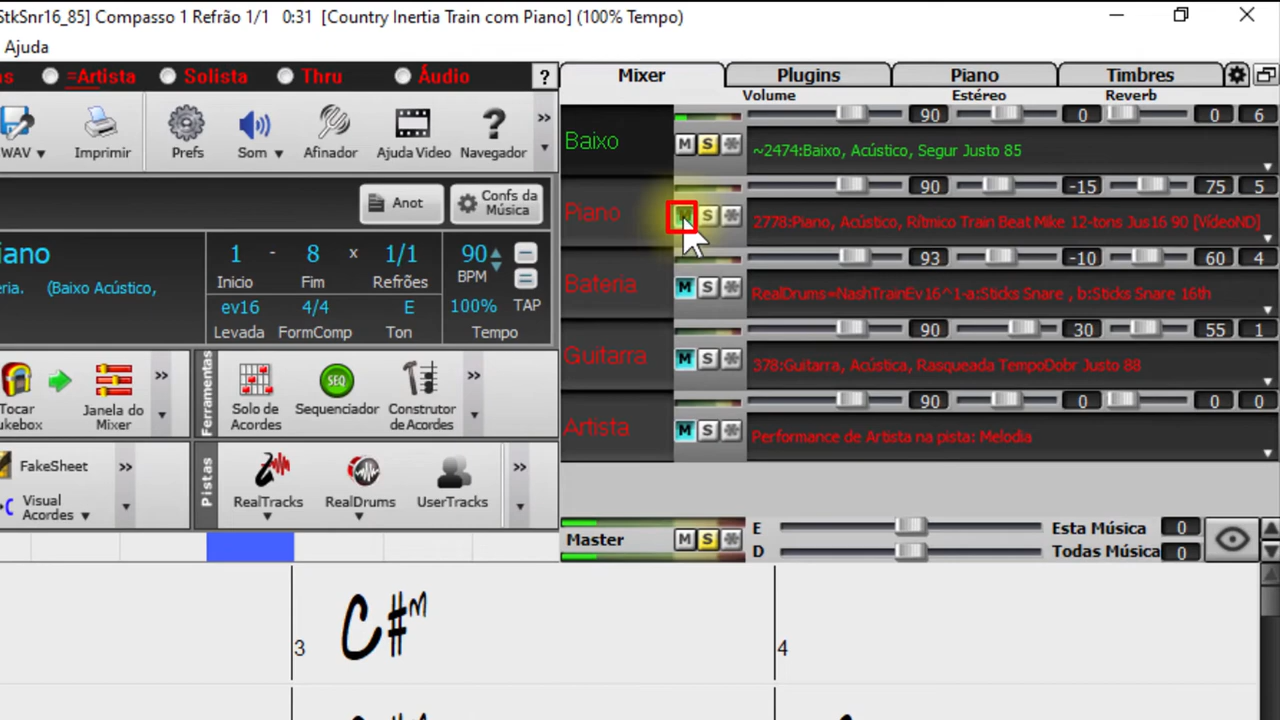 StkSnr16_85] Compasso 1 Refrão 1/1 0:31 [Country Inertia Train com Piano] (100% Tempo)
Ajuda
as =Artista Solista Thru Áudio ?
Mixer Plugins Piano Timbres
Volume Estéreo Reverb
WAV Imprimir Prefs Som Afinador Ajuda Video Navegador
Baixo M S 90 0 0 6
~2474:Baixo, Acústico, Segur Justo 85
Anot Confs da Música
Piano M S 90 -15 75 5
2778:Piano, Acústico, Rítmico Train Beat Mike 12-tons Jus16 90 [VídeoND]
iano
eria. (Baixo Acústico,
1 - 8 x 1/1 90
Inicio Fim Refrões BPM
ev16 4/4 E 100% TAP
Levada FormComp Ton Tempo
Bateria M S 93 -10 60 4
RealDrums=NashTrainEv16^1-a:Sticks Snare , b:Sticks Snare 16th
Guitarra M S 90 30 55 1
378:Guitarra, Acústica, Rasqueada TempoDobr Justo 88
Artista M S 90 0 0 0
Performance de Artista na pista: Melodia
Tocar
ukebox
Janela do
Mixer
Ferramentas
Solo de
Acordes
SEQ
Sequenciador
Construtor
de Acordes
FakeSheet
Visual
Acordes
Pistas
RealTracks RealDrums UserTracks
Master M S E Esta Música 0
D Todas Música 0
3 C#M 4